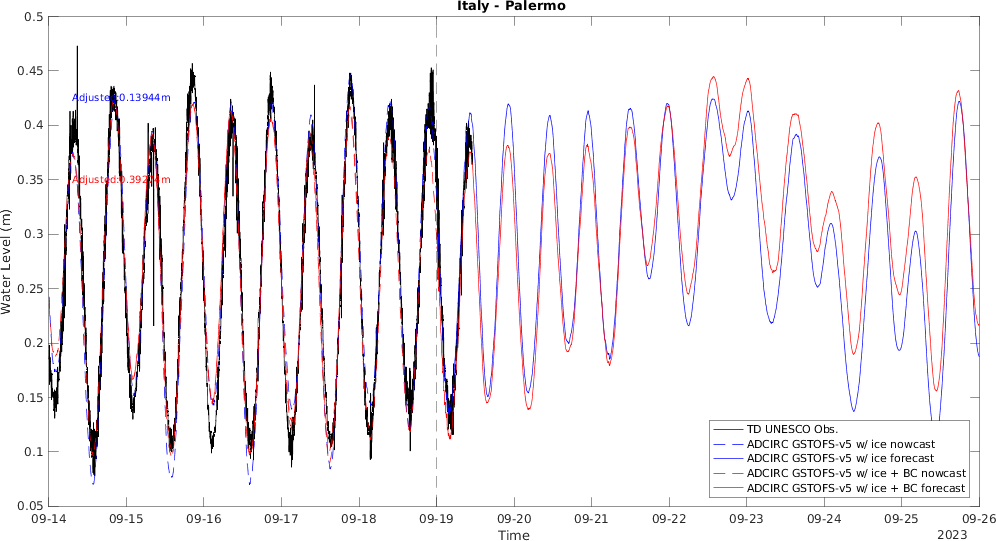 Italy - Palermo
0.5
0.45
0.4
0.35
0.3
0.25
0.2
0.15
0.1
0.05
Water Level (m)
Adjusted:0.13944m
TD UNESCO Obs.
ADCIRC GSTOFS-v5 w/ ice nowcast
ADCIRC GSTOFS-v5 w/ ice forecast
ADCIRC GSTOFS-v5 w/ ice + BC nowcast
ADCIRC GSTOFS-v5 w/ ice + BC forecast
09-14 09-15 09-16 09-17 09-18 09-19 09-20 09-21 09-22 09-23 09-24 09-25 09-26
Time
2023